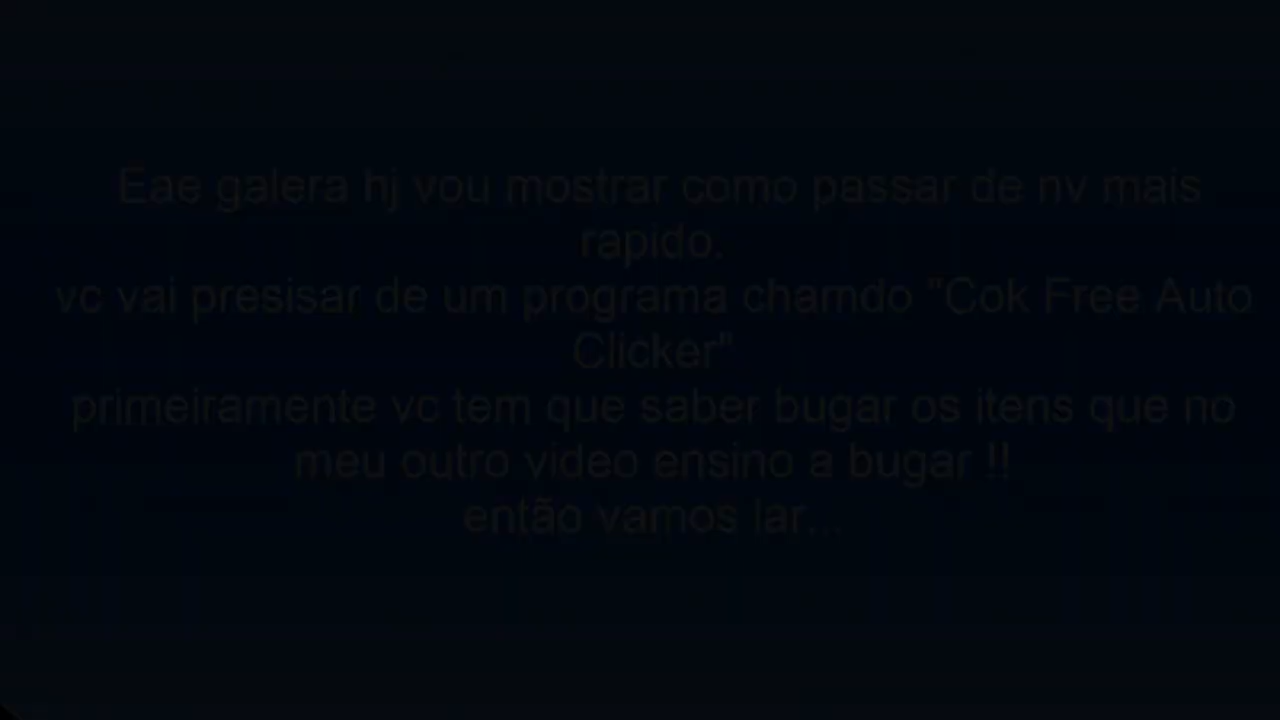 Eae galera hj vou mostrar como passar de nv mais
rapido.
vc vai presisar de um programa chamdo "Cok Free Auto
Clicker"
primeiramente vc tem que saber bugar os itens que no
meu outro video ensino a bugar !!
então vamos lar...